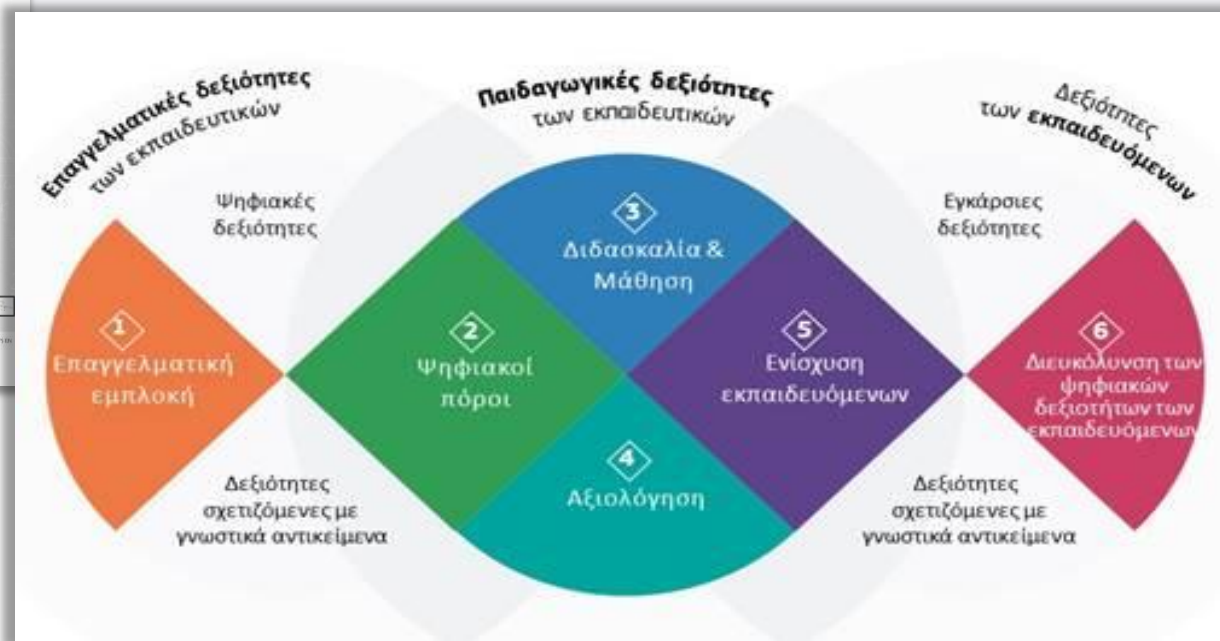 Επαγγελματικές δεξιότητες
των εκπαιδευτικών
Παιδαγωγικές δεξιότητες
των εκπαιδευτικών
Δεξιότητες
των εκπαιδευόμενων
Ψηφιακές
δεξιότητες
Εγκάρσιες
δεξιότητες
1
Επαγγελματική
εμπλοκή
2
Ψηφιακοί
πόροι
3
Διδασκαλία &
Μάθηση
4
Αξιολόγηση
5
Ενίσχυση
εκπαιδευόμενων
6
Διευκόλυνση των
ψηφιακών
δεξιοτήτων των
εκπαιδευόμενων
Δεξιότητες
σχετιζόμενες με
γνωστικά αντικείμενα
Δεξιότητες
σχετιζόμενες με
γνωστικά αντικείμενα